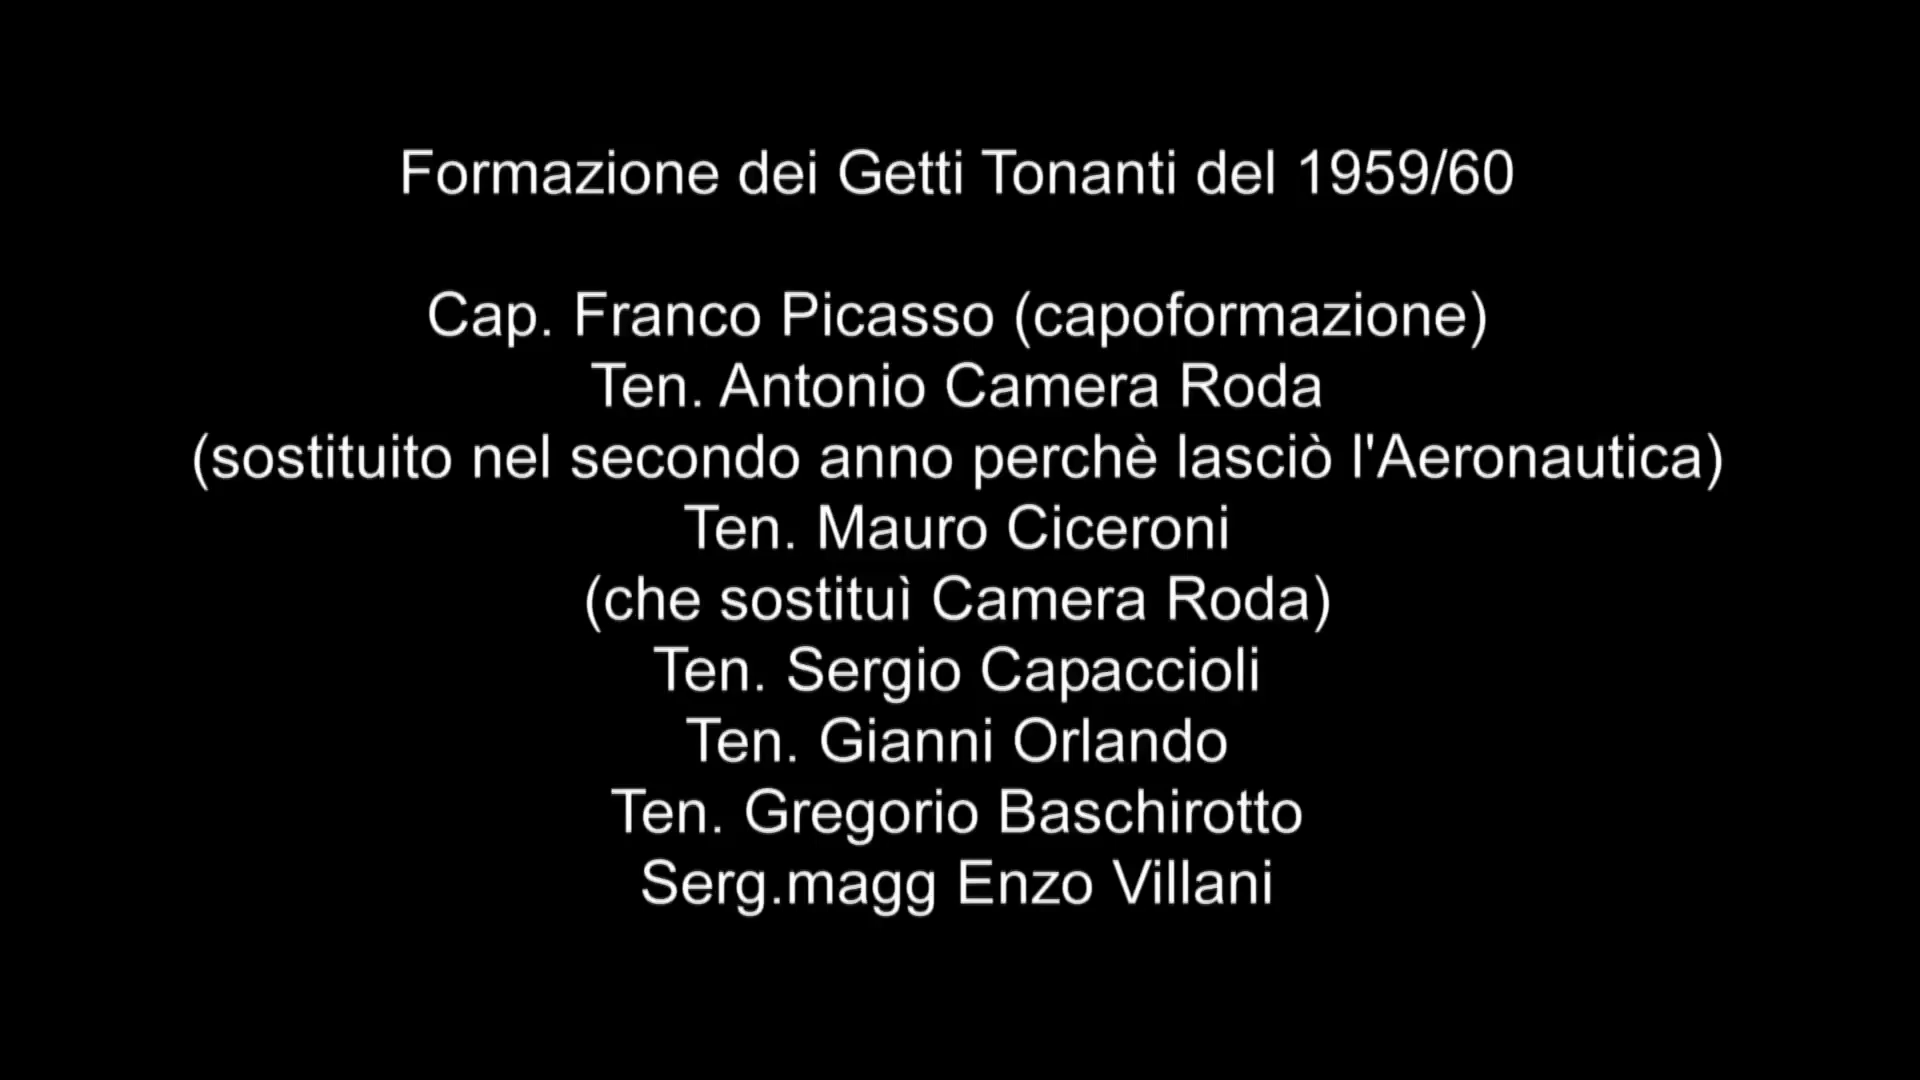 Formazione dei Getti Tonanti del 1959/60
Cap. Franco Picasso (capoformazione)
Ten. Antonio Camera Roda
(sostituito nel secondo anno perchè lasciò l'Aeronautica)
Ten. Mauro Ciceroni
(che sostituì Camera Roda)
Ten. Sergio Capaccioli
Ten. Gianni Orlando
Ten. Gregorio Baschirotto
Serg.magg Enzo Villani